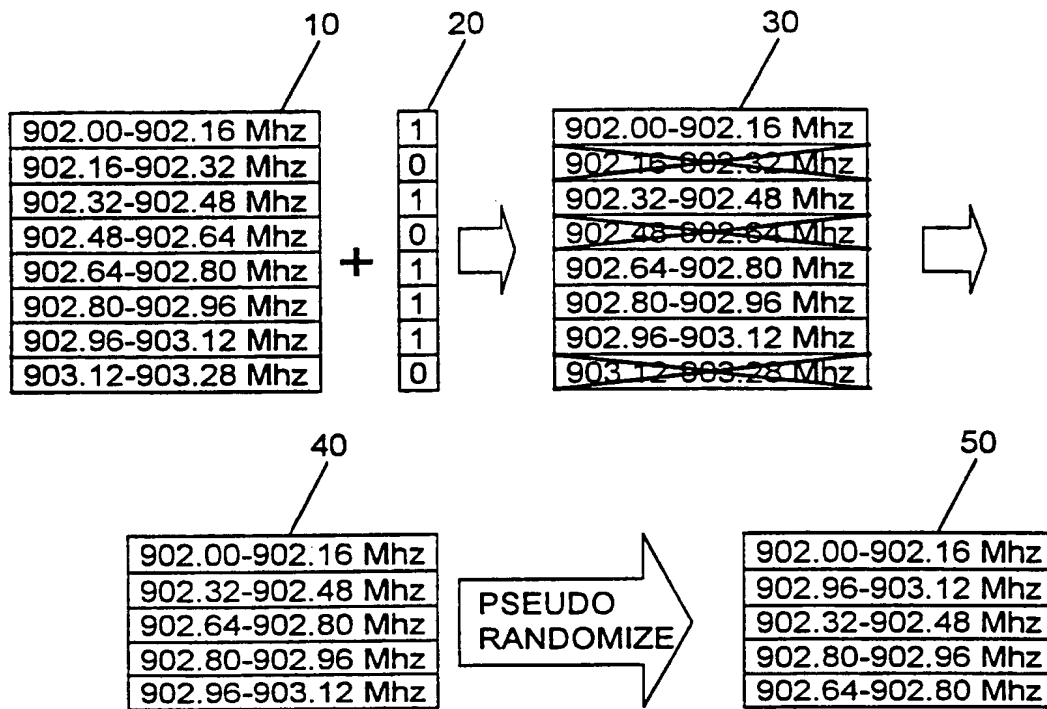 10 20 30
902.00-902.16 Mhz 1 902.00-902.16 Mhz
902.16-902.32 Mhz 0 902.16-902.32 Mhz
902.32-902.48 Mhz 1 902.32-902.48 Mhz
902.48-902.64 Mhz 0 902.48-902.64 Mhz
902.64-902.80 Mhz + 1 902.64-902.80 Mhz
902.80-902.96 Mhz 1 902.80-902.96 Mhz
902.96-903.12 Mhz 1 902.96-903.12 Mhz
903.12-903.28 Mhz 0 903.12-903.28 Mhz
40 50
902.00-902.16 Mhz
902.32-902.48 Mhz
902.64-902.80 Mhz
902.80-902.96 Mhz
902.96-903.12 Mhz
PSEUDO
RANDOMIZE
902.00-902.16 Mhz
902.96-903.12 Mhz
902.32-902.48 Mhz
902.80-902.96 Mhz
902.64-902.80 Mhz